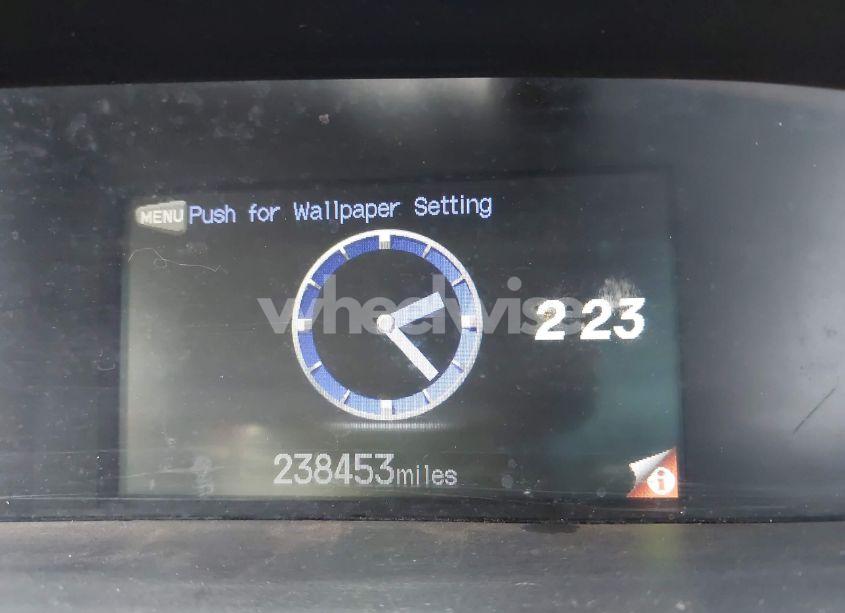 MENU Push for Wallpaper Setting
wheelwise
2 23
238453miles
i